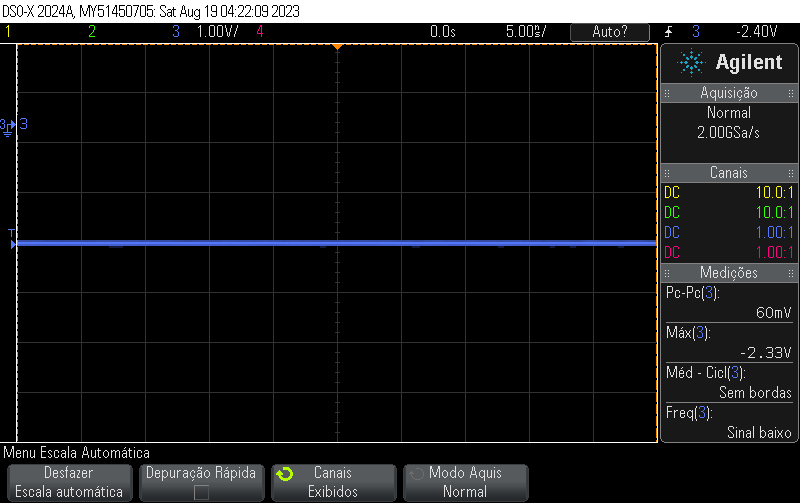 DSO-X 2024A, MY51450705: Sat Aug 19 04:22:09 2023
1 2 3 1.00V/ 4 0.0s 5.00ns/ Auto? 3 -2.40V
Agilent
Aquisição
Normal
2.00GSa/s
3 3
Canais
DC 10.0:1
DC 10.0:1
DC 1.00:1
DC 1.00:1
T
Medições
Pc-Pc(3):
60mV
Máx(3):
-2.33V
Méd - Cicl(3):
Sem bordas
Freq(3):
Sinal baixo
Menu Escala Automática
Desfazer
Escala automática
Depuração Rápida
Canais
Exibidos
Modo Aquis
Normal